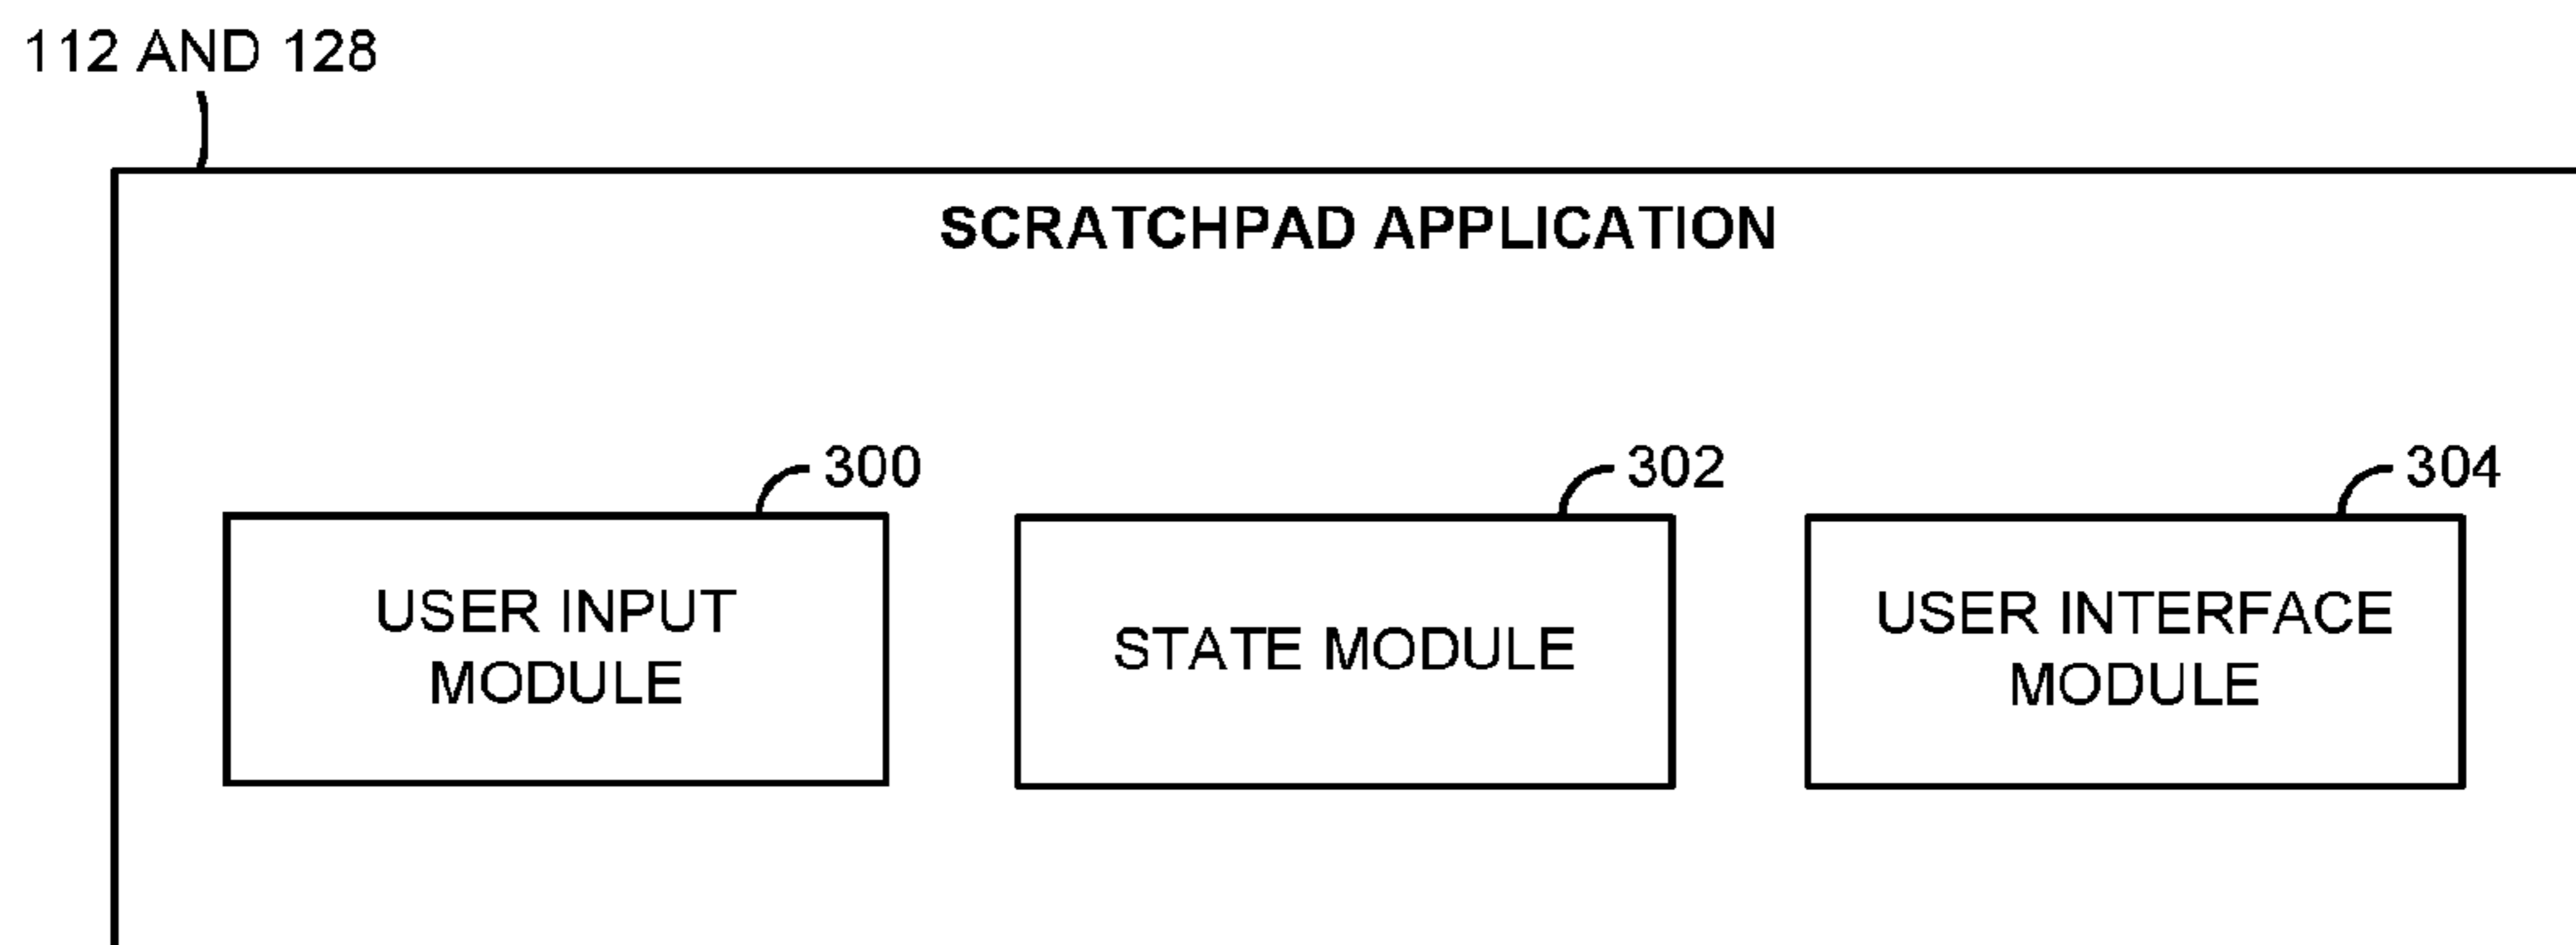 112 AND 128
SCRATCHPAD APPLICATION
300
302
304
USER INPUT
MODULE
STATE MODULE
USER INTERFACE
MODULE